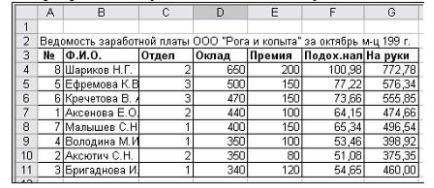 A B C D E F G
1
2 Ведомость заработной платы ООО "Рога и копыта" за октябрь м-ц 199 г.
3 № Ф.И.О. Отдел Оклад Премия Подох.нал На руки
4 8 Шариков Н.Г. 2 650 200 100,98 772,78
5 5 Ефремова К.В 3 500 150 77,22 576,34
6 6 Кречетова В. 3 470 150 73,66 555,85
7 1 Аксенова Е.О. 2 440 100 64,15 474,66
8 7 Малышев С.Н 1 400 150 65,34 496,54
9 4 Володина М.И 1 350 100 53,46 398,92
10 2 Аксютич С.Н. 2 350 80 51,08 375,35
11 3 Бригаднова И. 1 340 120 54,65 460,00